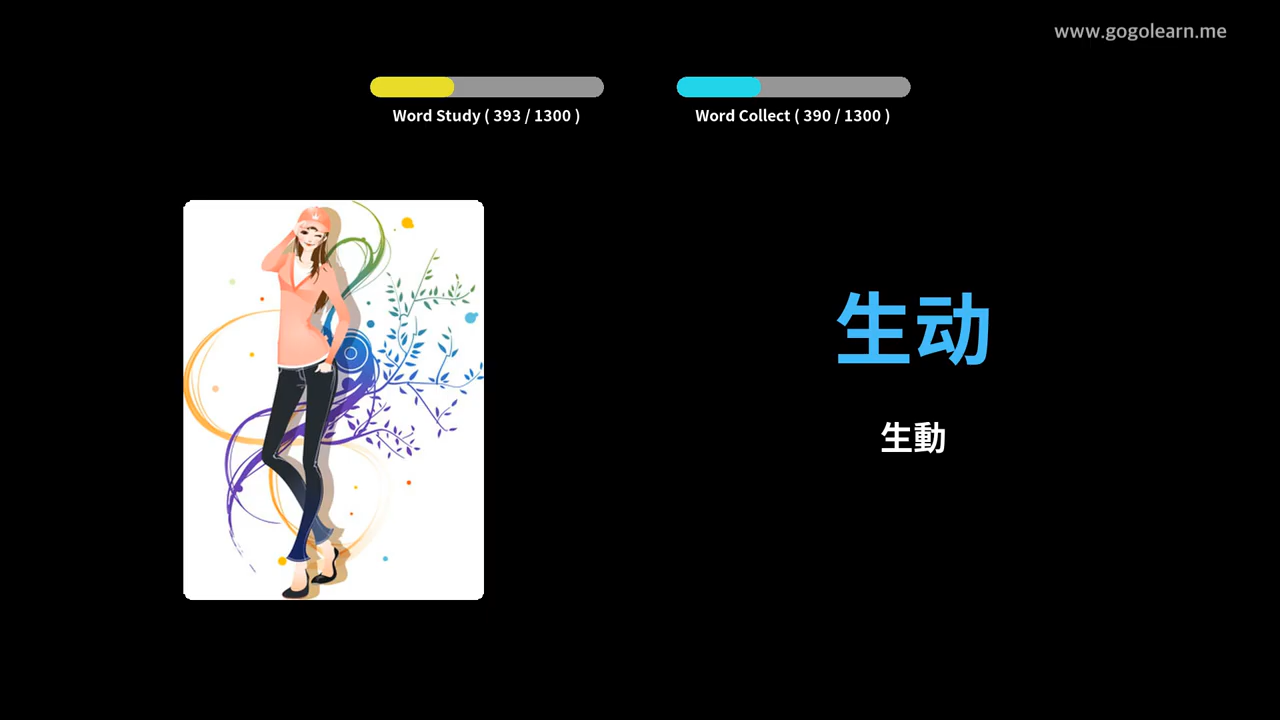 www.gogolearn.me
Word Study ( 393 / 1300 )
Word Collect ( 390 / 1300 )
生动
生動